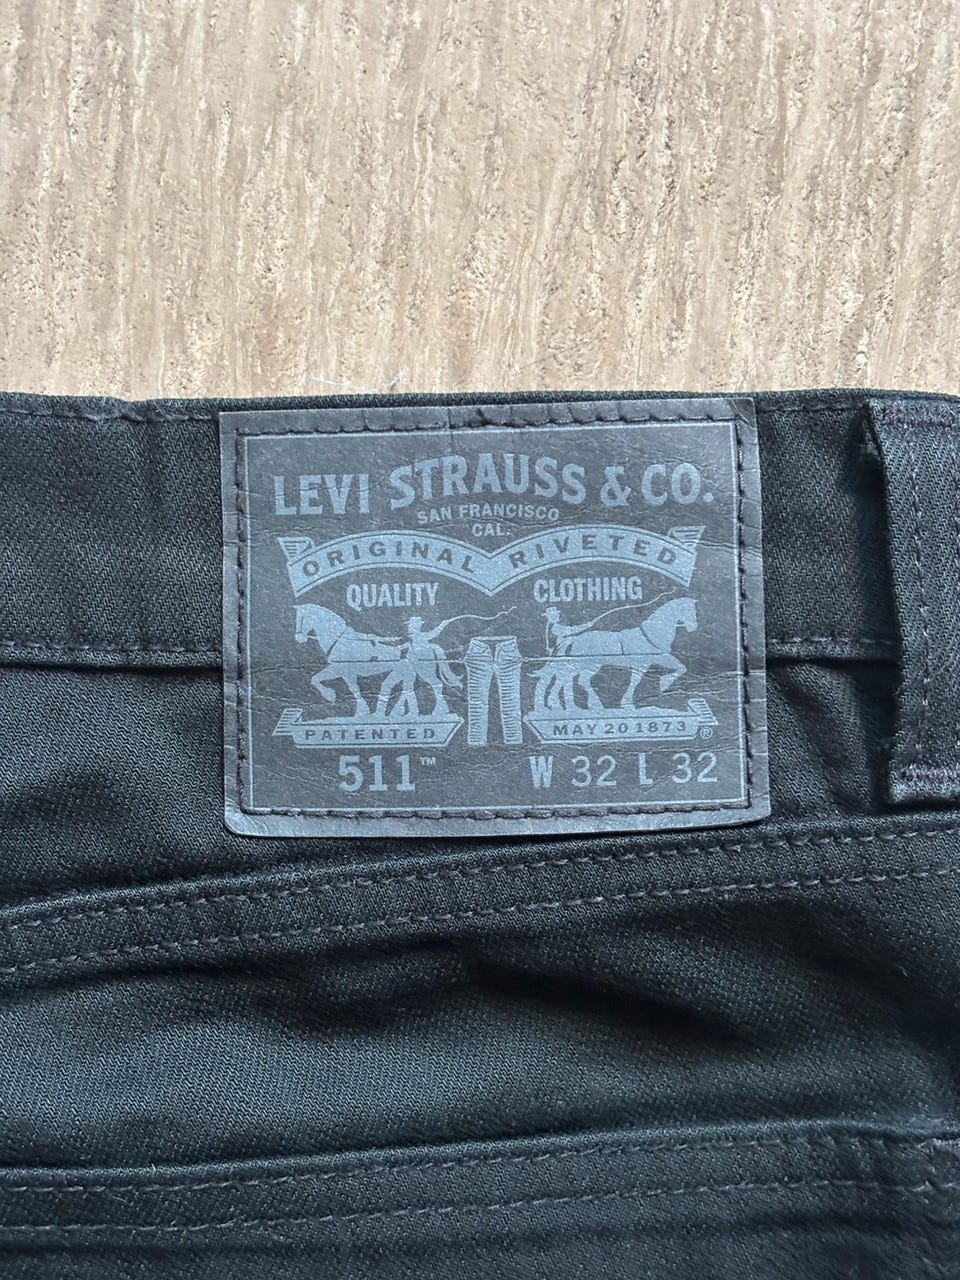 LEVI STRAUSS & CO.
SAN FRANCISCO
CAL.
ORIGINAL RIVETED
QUALITY CLOTHING
PATENTED MAY 20 1873 ®
511™ W 32 L 32